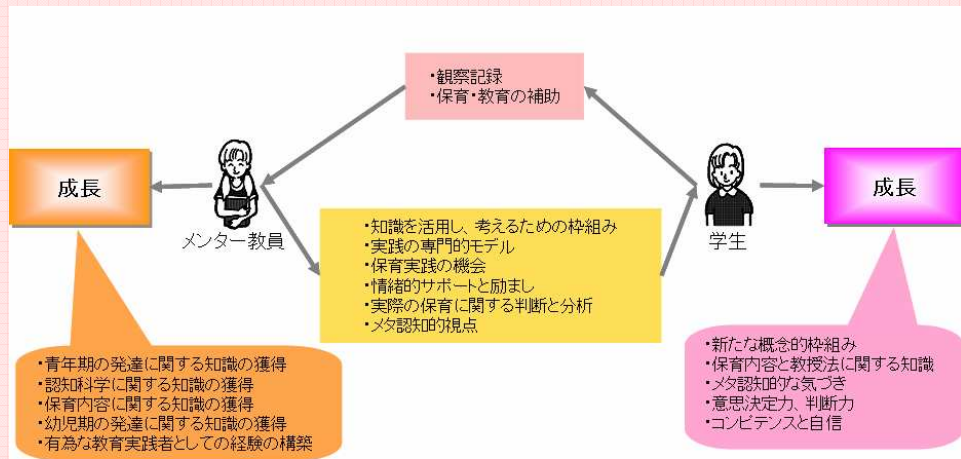 ・観察記録
・保育・教育の補助
成長
メンター教員
学生
成長
・知識を活用し、考えるための枠組み
・実践の専門的モデル
・保育実践の機会
・情緒的サポートと励まし
・実際の保育に関する判断と分析
・メタ認知的視点
・青年期の発達に関する知識の獲得
・認知科学に関する知識の獲得
・保育内容に関する知識の獲得
・幼児期の発達に関する知識の獲得
・有為な教育実践者としての経験の構築
・新たな概念的枠組み
・保育内容と教授法に関する知識
・メタ認知的な気づき
・意思決定力、判断力
・コンピテンスと自信